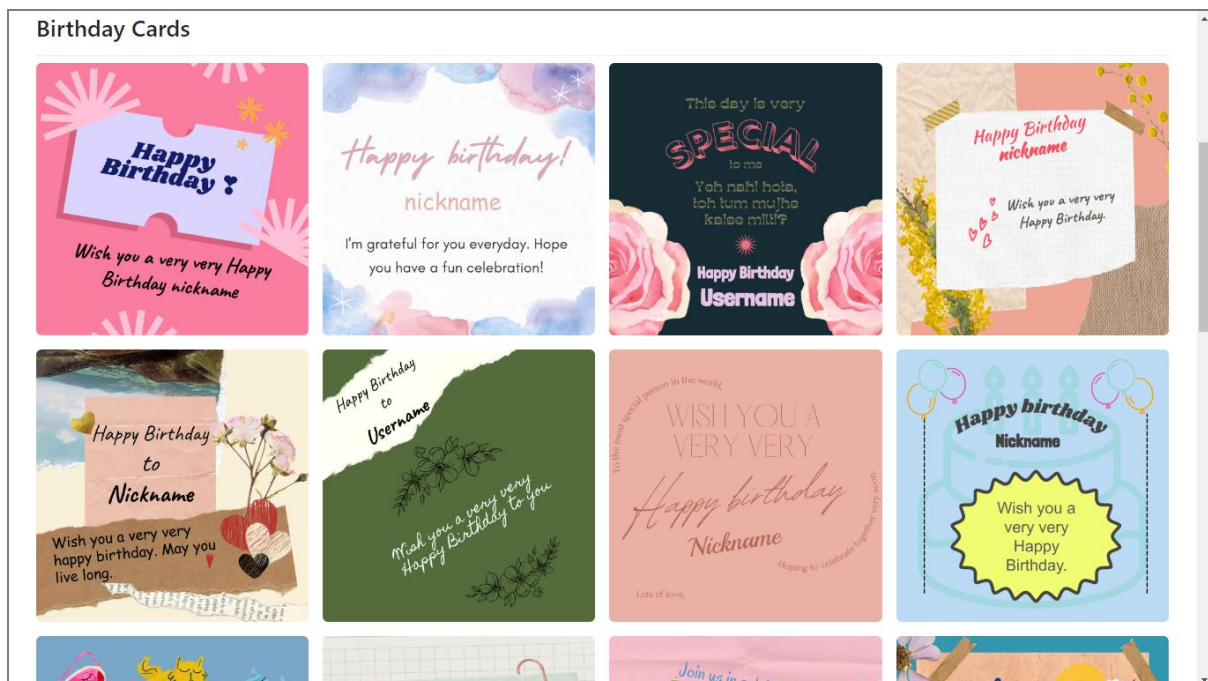 Birthday Cards
Happy
Birthday
Wish you a very very Happy
Birthday nickname
Happy birthday!
nickname
I'm grateful for you everyday. Hope
you have a fun celebration!
This day is very
SPECIAL
to me
Yeh nahi hota,
toh tum mujhe
kaise milti?
Happy Birthday
Username
Happy Birthday
nickname
Wish you a very very
Happy Birthday.
Happy Birthday
to
Nickname
Wish you a very very
happy birthday. May you
live long.
Happy Birthday
to
Username
Wish you a very very
Happy Birthday to you
To the most special person in the world,
WISH YOU A
VERY VERY
Happy birthday
Nickname
Hoping to celebrate together very soon.
Lots of love,
Happy birthday
Nickname
Wish you a
very very
Happy
Birthday.
Join us in